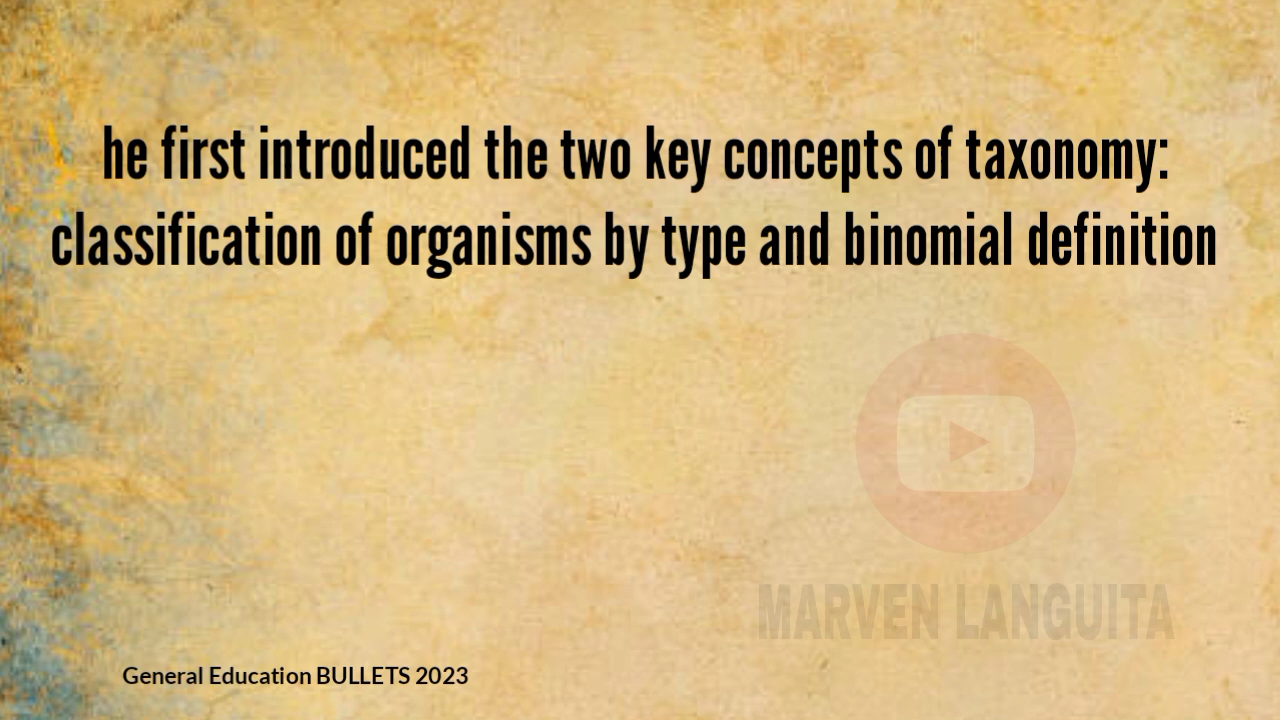 he first introduced the two key concepts of taxonomy:
classification of organisms by type and binomial definition
MARVEN LANGUITA
General Education BULLETS 2023